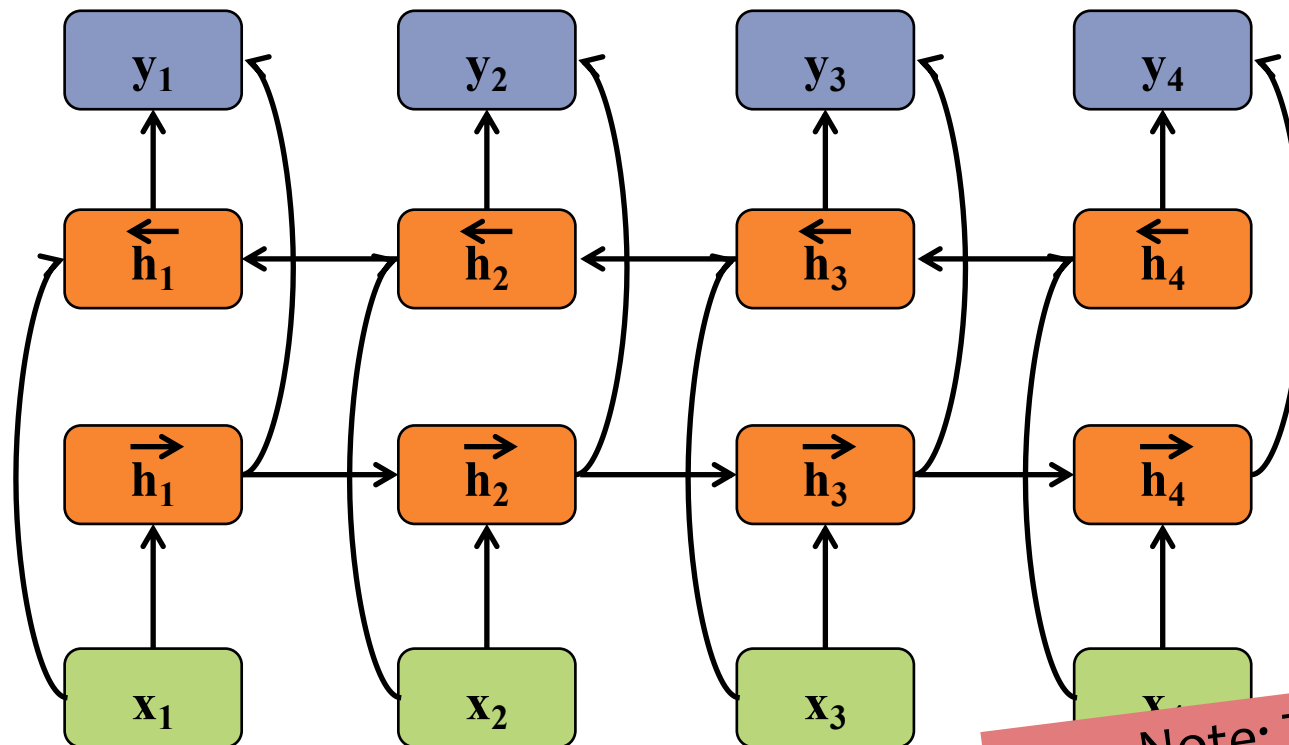 y₁ y₂ y₃ y₄
h₁ h₂ h₃ h₄
h₁ h₂ h₃ h₄
x₁ x₂ x₃
Note: